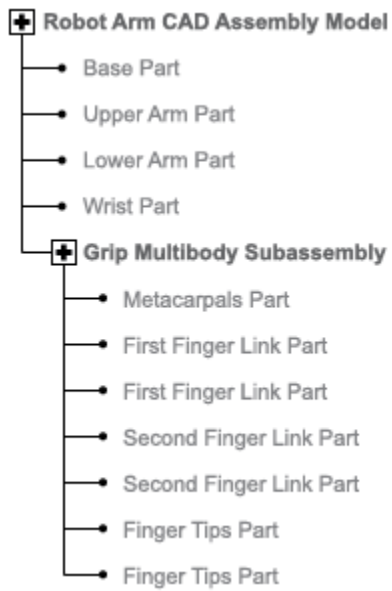 Robot Arm CAD Assembly Model
Base Part
Upper Arm Part
Lower Arm Part
Wrist Part
Grip Multibody Subassembly
Metacarpals Part
First Finger Link Part
First Finger Link Part
Second Finger Link Part
Second Finger Link Part
Finger Tips Part
Finger Tips Part